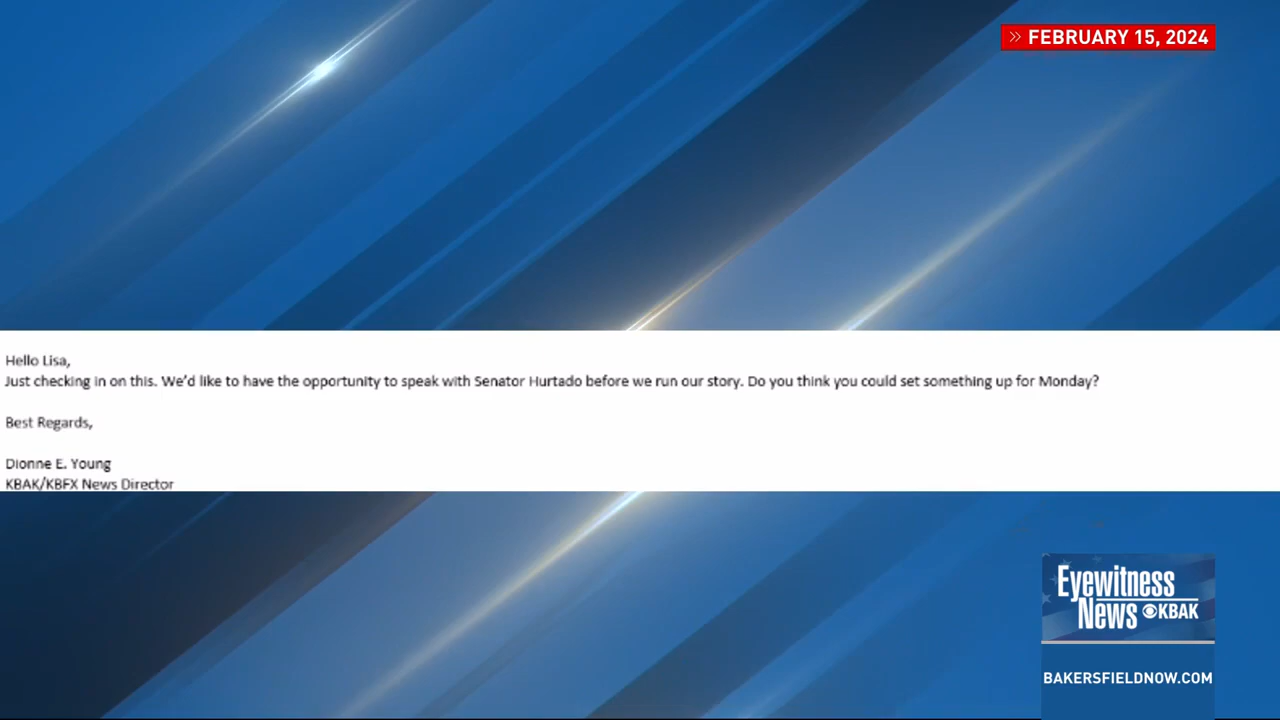 FEBRUARY 15, 2024
Hello Lisa,
Just checking in on this. We'd like to have the opportunity to speak with Senator Hurtado before we run our story. Do you think you could set something up for Monday?
Best Regards,
Dionne E. Young
KBAK/KBFX News Director
Eyewitness
News KBAK
BAKERSFIELDNOW.COM